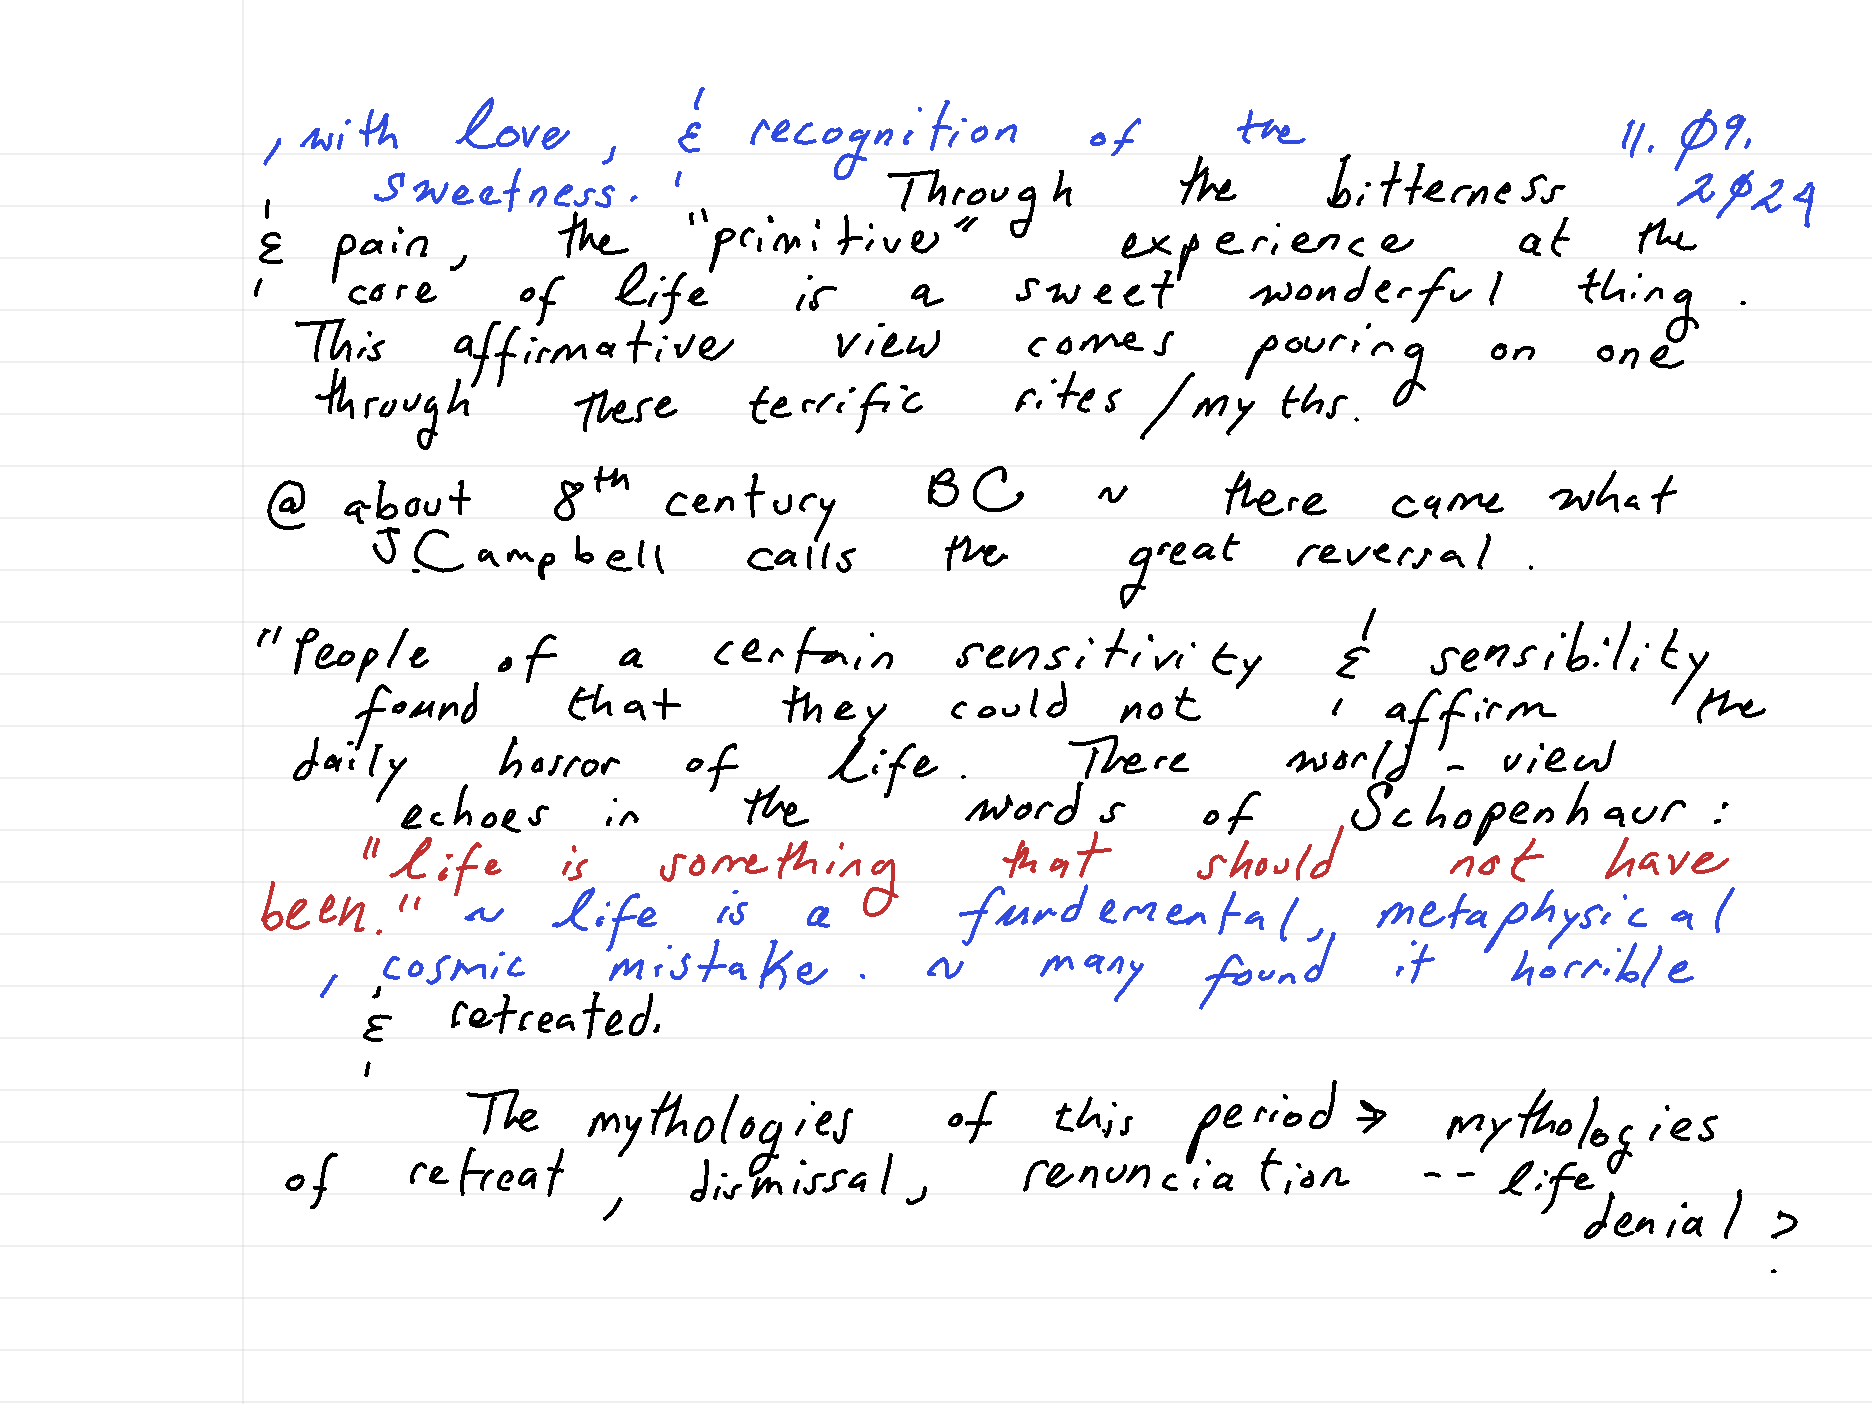 , with love, & recognition of the 11. Ø9.
sweetness. Through the bitterness 2Ø24
& pain, the "primitive" experience at the
core of life is a sweet wonderful thing.
This affirmative view comes pouring on one
through these terrific rites/myths.
@ about 8th century BC ~ there came what
J.Campbell calls the great reversal.
"People of a certain sensitivity & sensibility
found that they could not affirm the
daily horror of life. There world-view
echoes in the words of Schopenhaur:
"life is something that should not have
been." ~ life is a fundemental, metaphysical
, cosmic mistake. ~ many found it horrible
& retreated.
The mythologies of this period → mythologies
of retreat, dismissal, renunciation -- life
denial >